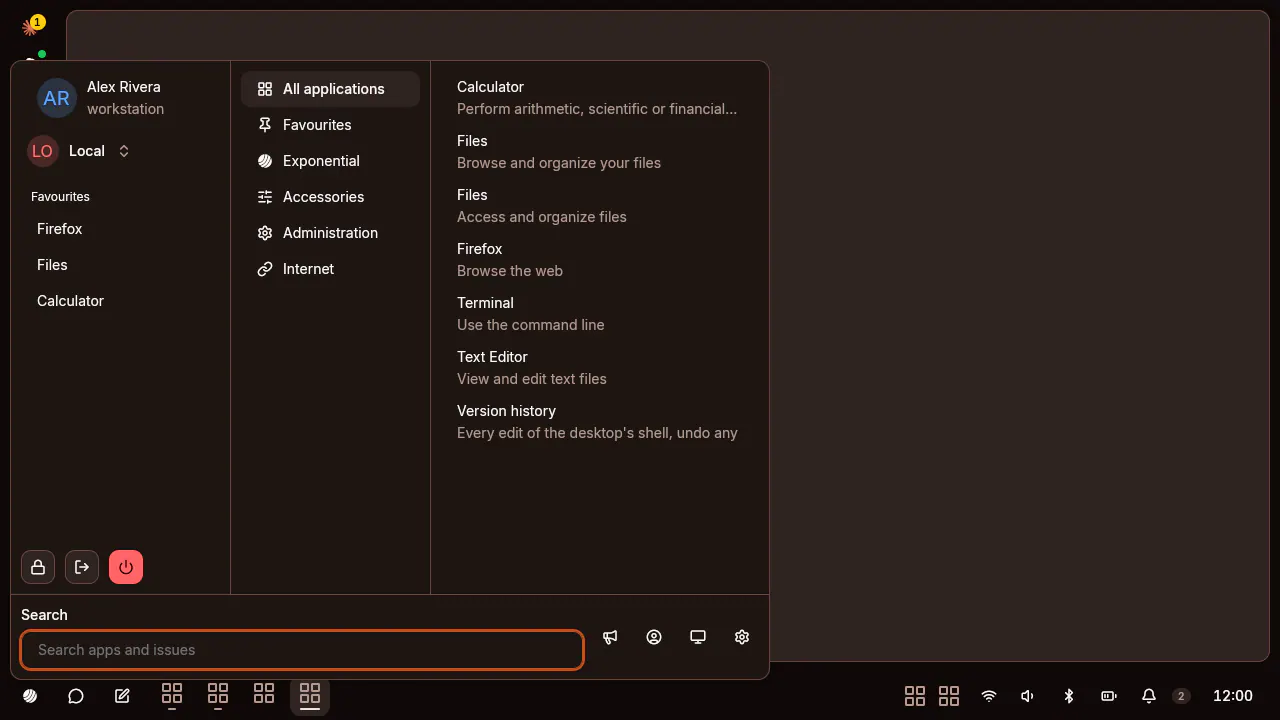 1
AR
Alex Rivera
workstation
LO
Local
Favourites
Firefox
Files
Calculator
All applications
Favourites
Exponential
Accessories
Administration
Internet
Calculator
Perform arithmetic, scientific or financial...
Files
Browse and organize your files
Files
Access and organize files
Firefox
Browse the web
Terminal
Use the command line
Text Editor
View and edit text files
Version history
Every edit of the desktop's shell, undo any
Search
Search apps and issues
2
12:00